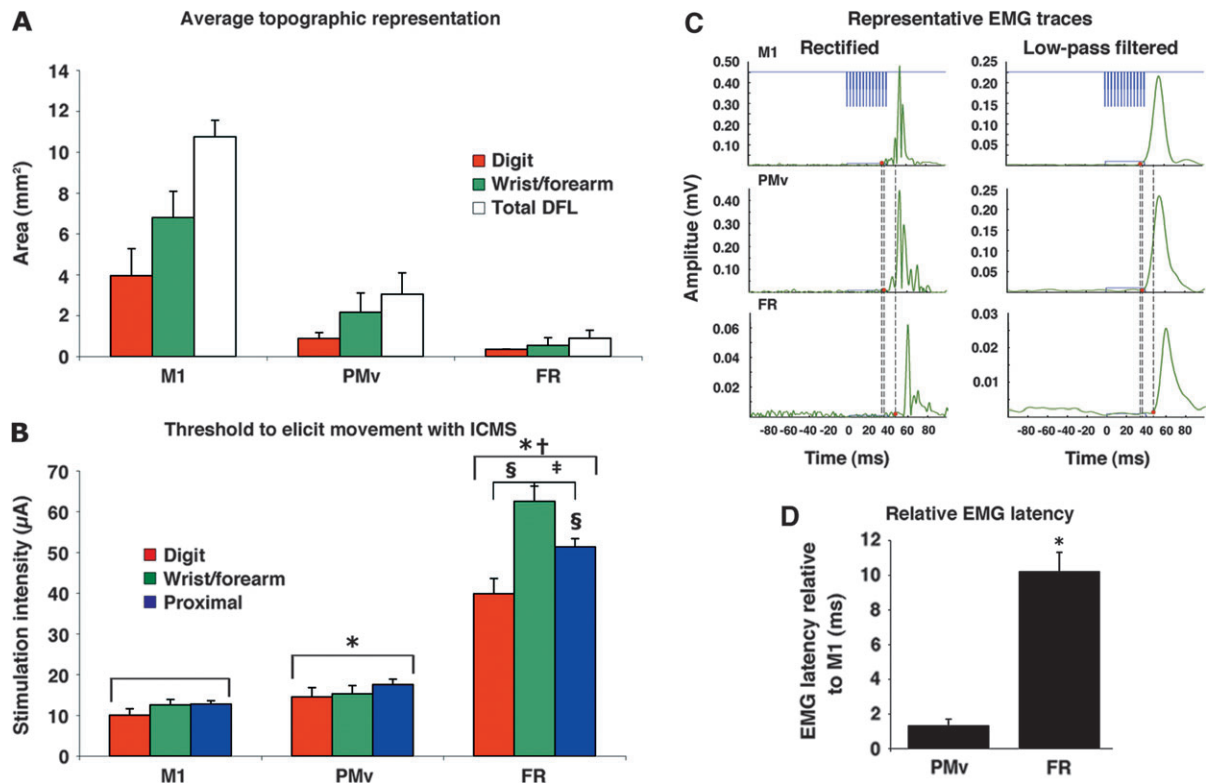 A
Average topographic representation
Area (mm²)
14
12
10
8
6
4
2
0
Digit
Wrist/forearm
Total DFL
M1
PMv
FR
B
Threshold to elicit movement with ICMS
Stimulation intensity (µA)
70
60
50
40
30
20
10
0
Digit
Wrist/forearm
Proximal
*
*†
§
‡
§
M1
PMv
FR
C
Representative EMG traces
Rectified
Low-pass filtered
Amplitue (mV)
M1
0.50
0.40
0.30
0.20
0.10
0.25
0.20
0.15
0.10
0.05
PMv
0.40
0.30
0.20
0.10
0.25
0.20
0.15
0.10
0.05
FR
0.06
0.04
0.02
0.03
0.02
0.01
-80 -60 -40 -20 0 20 40 60 80
-80 -60 -40 -20 0 20 40 60 80
Time (ms)
Time (ms)
D
Relative EMG latency
EMG latency relative
to M1 (ms)
12
10
8
6
4
2
0
*
PMv
FR